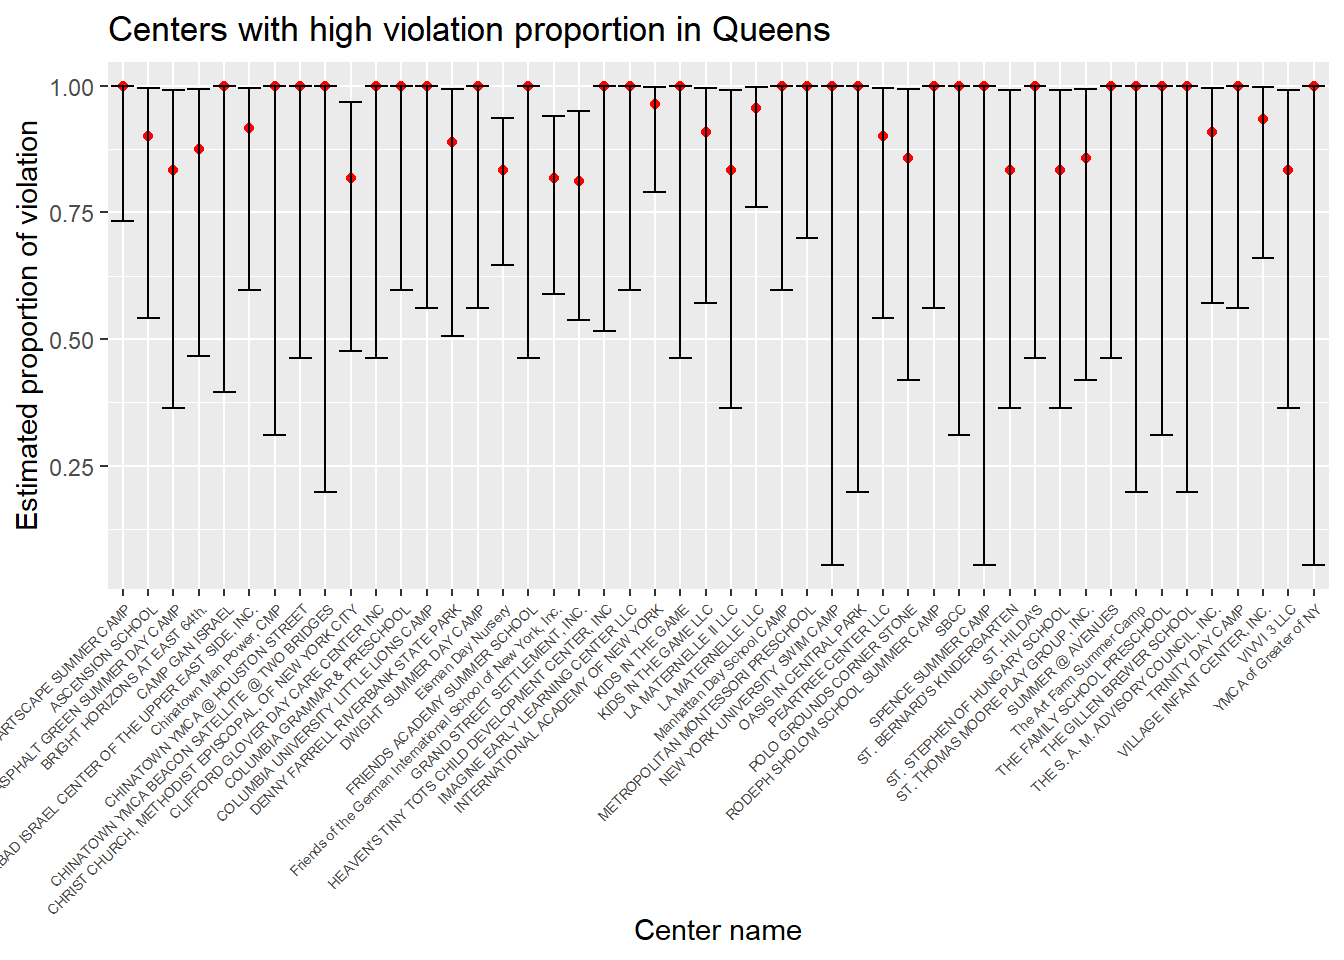 Centers with high violation proportion in Queens
Estimated proportion of violation
1.00
0.75
0.50
0.25
ARTSCAPE SUMMER CAMP
ASCENSION SCHOOL
ASPHALT GREEN SUMMER DAY CAMP
BRIGHT HORIZONS AT EAST 64th.
CAMP GAN ISRAEL
BAD ISRAEL CENTER OF THE UPPER EAST SIDE, INC.
Chinatown Man Power, CMP
CHINATOWN YMCA @ HOUSTON STREET
CHINATOWN YMCA BEACON SATELLITE @ TWO BRIDGES
CHRIST CHURCH, METHODIST EPISCOPAL, OF NEW YORK CITY
CLIFFORD GLOVER DAY CARE CENTER INC
COLUMBIA GRAMMAR & PRESCHOOL
COLUMBIA UNIVERSITY LITTLE LIONS CAMP
DENNY FARRELL RIVERBANK STATE PARK
DWIGHT SUMMER DAY CAMP
Eisman Day Nursery
FRIENDS ACADEMY SUMMER SCHOOL
Friends of the German International School of New York, Inc.
GRAND STREET SETTLEMENT, INC.
HEAVEN'S TINY TOTS CHILD DEVELOPMENT CENTER, INC
IMAGINE EARLY LEARNING CENTER LLC
INTERNATIONAL ACADEMY OF NEW YORK
KIDS IN THE GAME
KIDS IN THE GAME LLC
LA MATERNELLE II LLC
LA MATERNELLE LLC
Manhattan Day School CAMP
METROPOLITAN MONTESSORI PRESCHOOL
NEW YORK UNIVERSITY SWIM CAMP
OASIS IN CENTRAL PARK
PEARTREE CENTER LLC
POLO GROUNDS CORNER STONE
RODEPH SHOLOM SCHOOL SUMMER CAMP
SBCC
SPENCE SUMMER CAMP
ST. BERNARD'S KINDERGARTEN
ST. HILDA'S
ST. STEPHEN OF HUNGARY SCHOOL
ST. THOMAS MOORE PLAY GROUP, INC.
SUMMER @ AVENUES
The Art Farm Summer Camp
THE FAMILY SCHOOL PRESCHOOL
THE GILLEN BREWER SCHOOL
THE S. A. M. ADVISORY COUNCIL, INC.
TRINITY DAY CAMP
VILLAGE INFANT CENTER, INC.
VIVVI 3 LLC
YMCA of Greater of NY
Center name